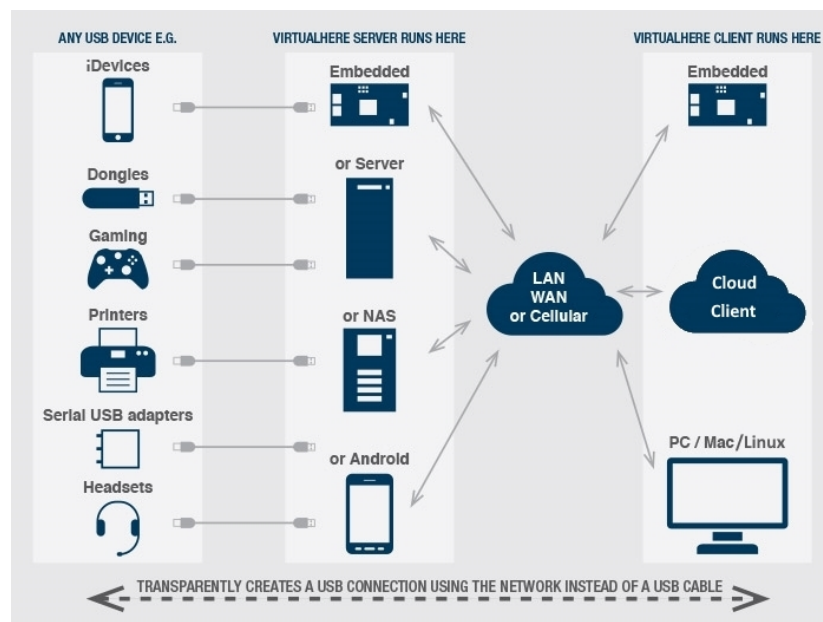 ANY USB DEVICE E.G.
VIRTUALHERE SERVER RUNS HERE
VIRTUALHERE CLIENT RUNS HERE
iDevices
Dongles
Gaming
Printers
Serial USB adapters
Headsets
Embedded
or Server
or NAS
or Android
LAN
WAN
or Cellular
Embedded
Cloud
Client
PC / Mac/Linux
TRANSPARENTLY CREATES A USB CONNECTION USING THE NETWORK INSTEAD OF A USB CABLE